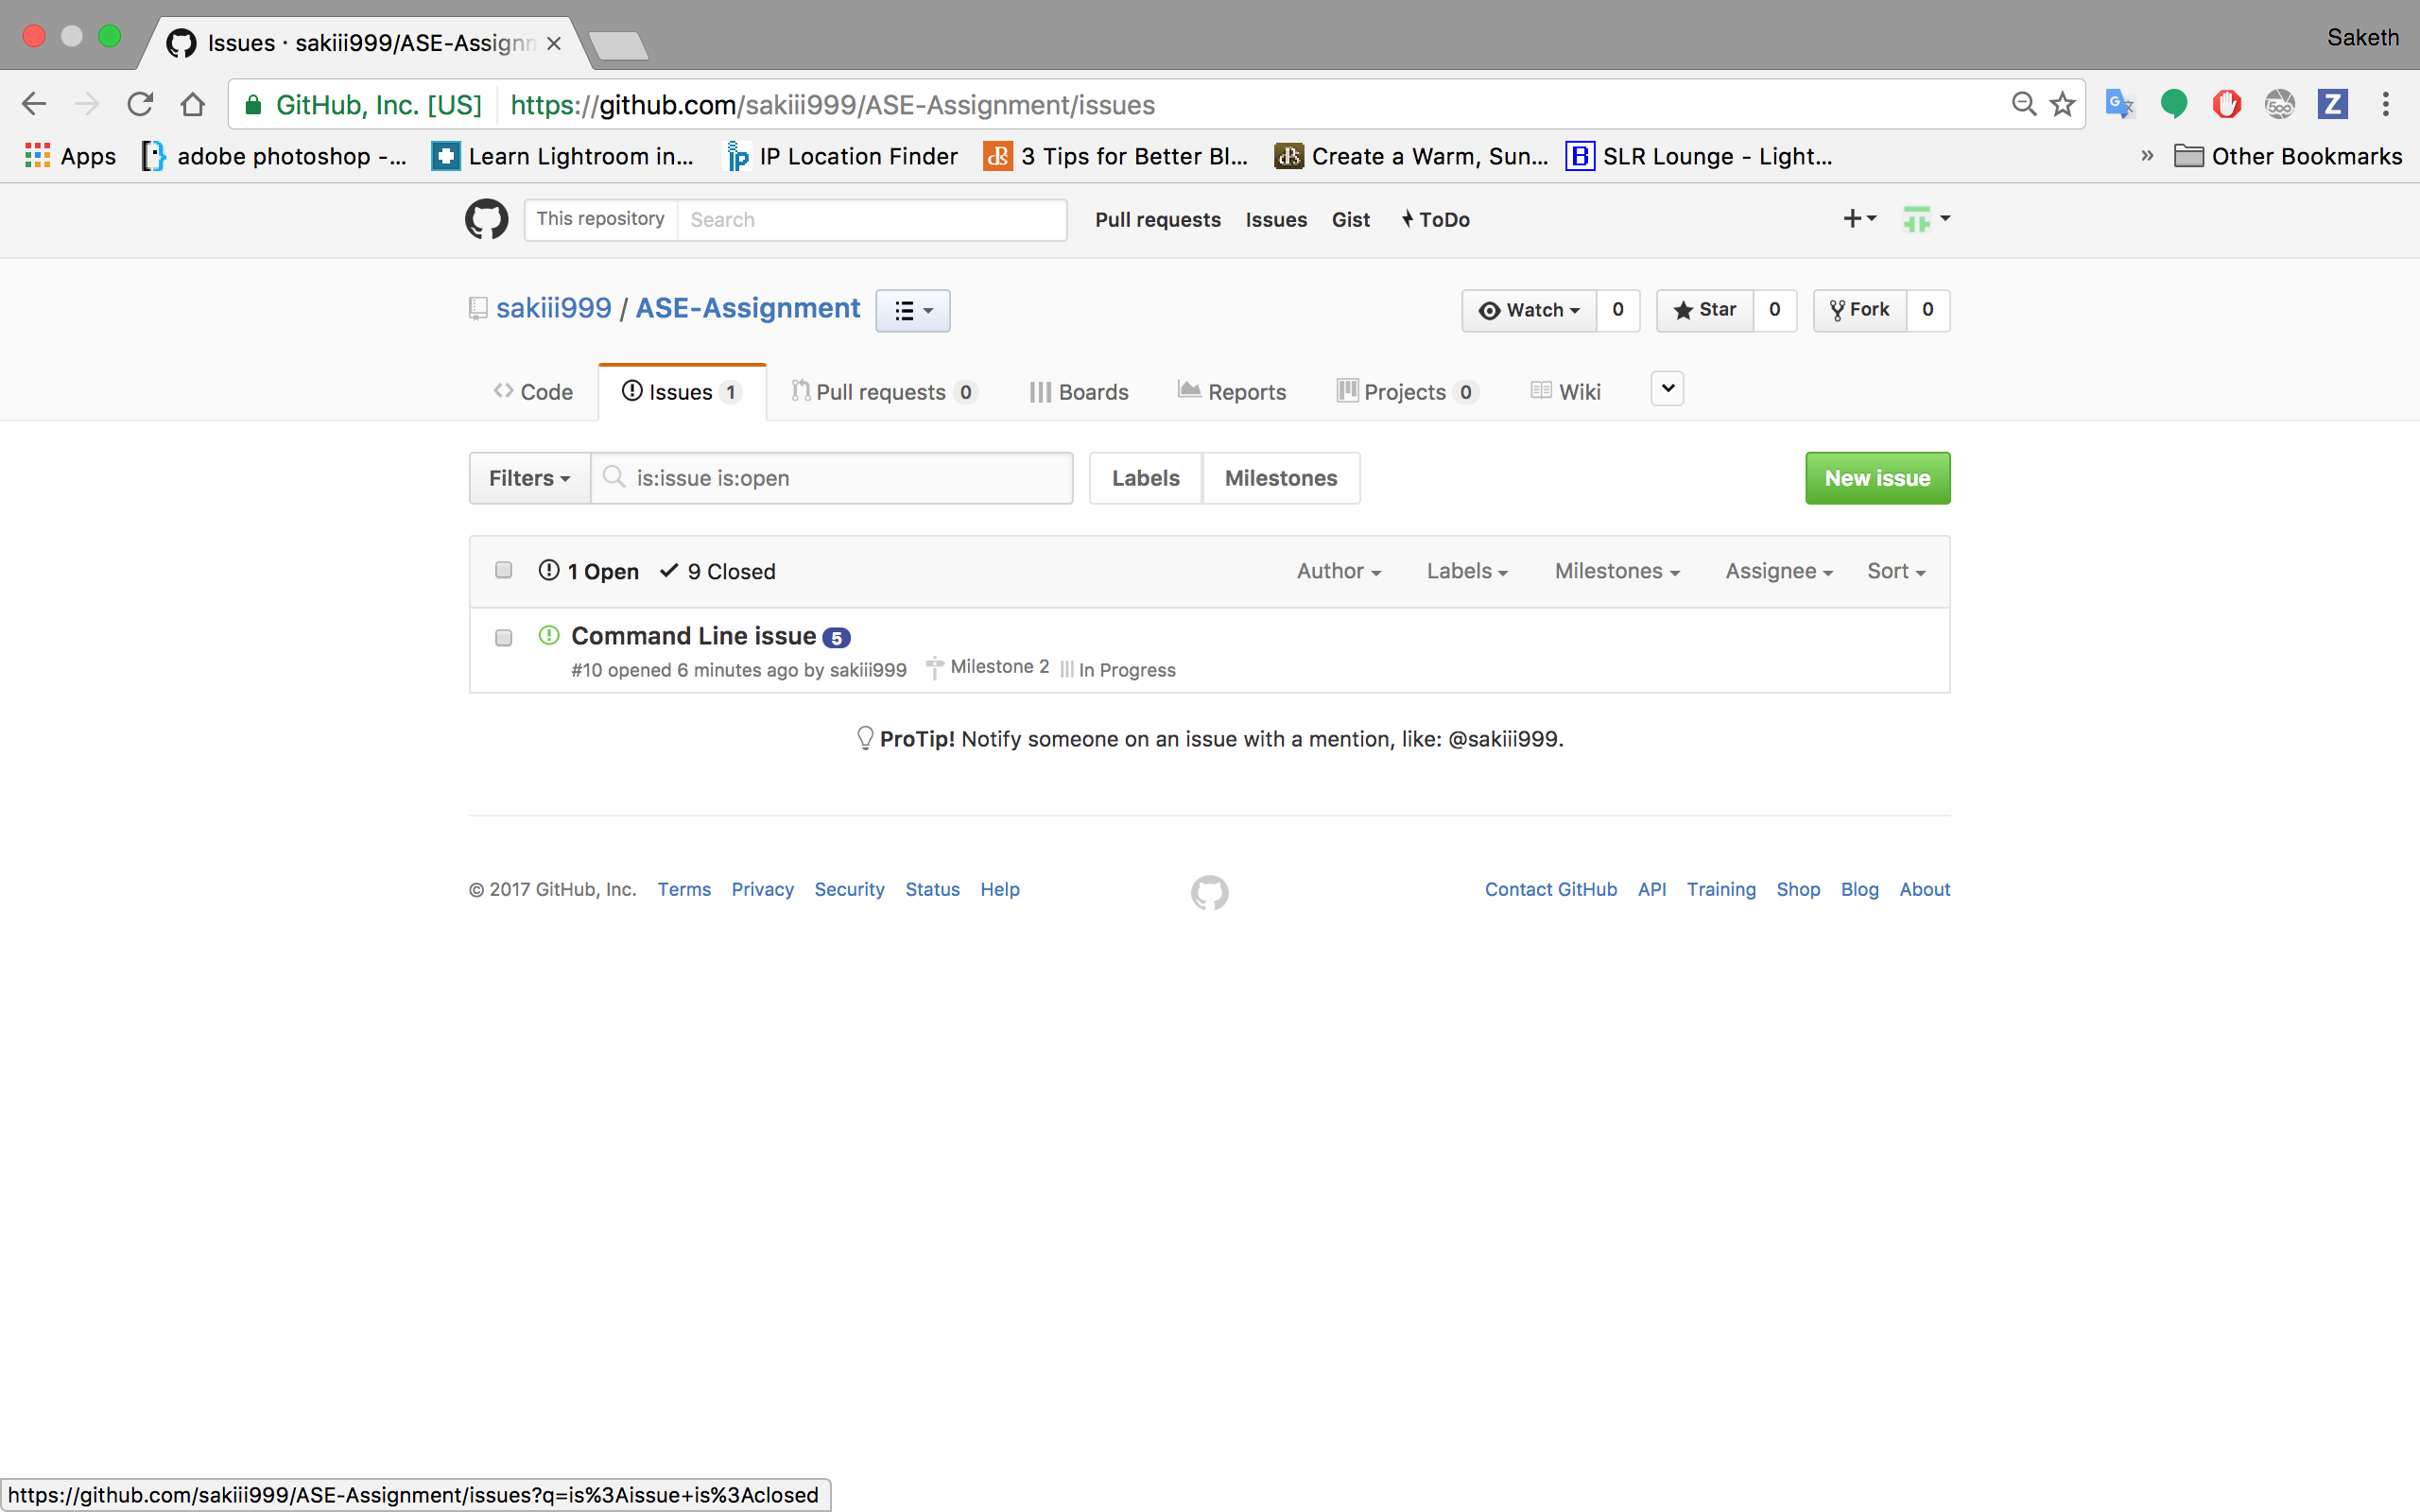 Issues · sakiii999/ASE-Assignm
Saketh
GitHub, Inc. [US] https://github.com/sakiii999/ASE-Assignment/issues
Apps adobe photoshop -... Learn Lightroom in... IP Location Finder 3 Tips for Better Bl... Create a Warm, Sun... SLR Lounge - Light... » Other Bookmarks
This repository Search Pull requests Issues Gist ToDo
sakiii999 / ASE-Assignment Watch 0 Star 0 Fork 0
Code Issues 1 Pull requests 0 Boards Reports Projects 0 Wiki
Filters is:issue is:open Labels Milestones New issue
1 Open 9 Closed Author Labels Milestones Assignee Sort
Command Line issue 5
#10 opened 6 minutes ago by sakiii999 Milestone 2 In Progress
ProTip! Notify someone on an issue with a mention, like: @sakiii999.
© 2017 GitHub, Inc. Terms Privacy Security Status Help Contact GitHub API Training Shop Blog About
https://github.com/sakiii999/ASE-Assignment/issues?q=is%3Aissue+is%3Aclosed